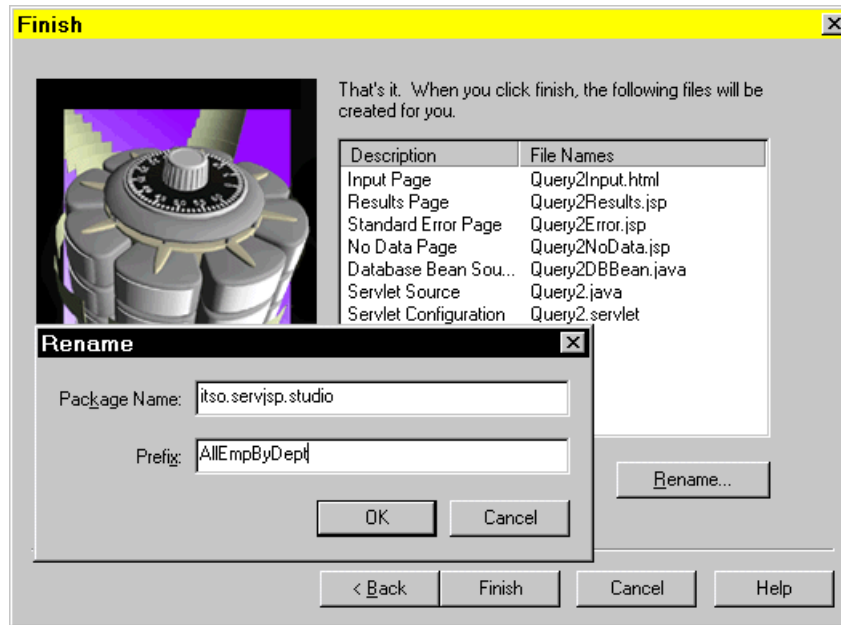 Finish
That's it. When you click finish, the following files will be
created for you.
Description File Names
Input Page Query2Input.html
Results Page Query2Results.jsp
Standard Error Page Query2Error.jsp
No Data Page Query2NoData.jsp
Database Bean Sou... Query2DBBean.java
Servlet Source Query2.java
Servlet Configuration Query2.servlet
Rename
Package Name: itso.servjsp.studio
Prefix: AllEmpByDept
OK Cancel
Rename...
< Back Finish Cancel Help